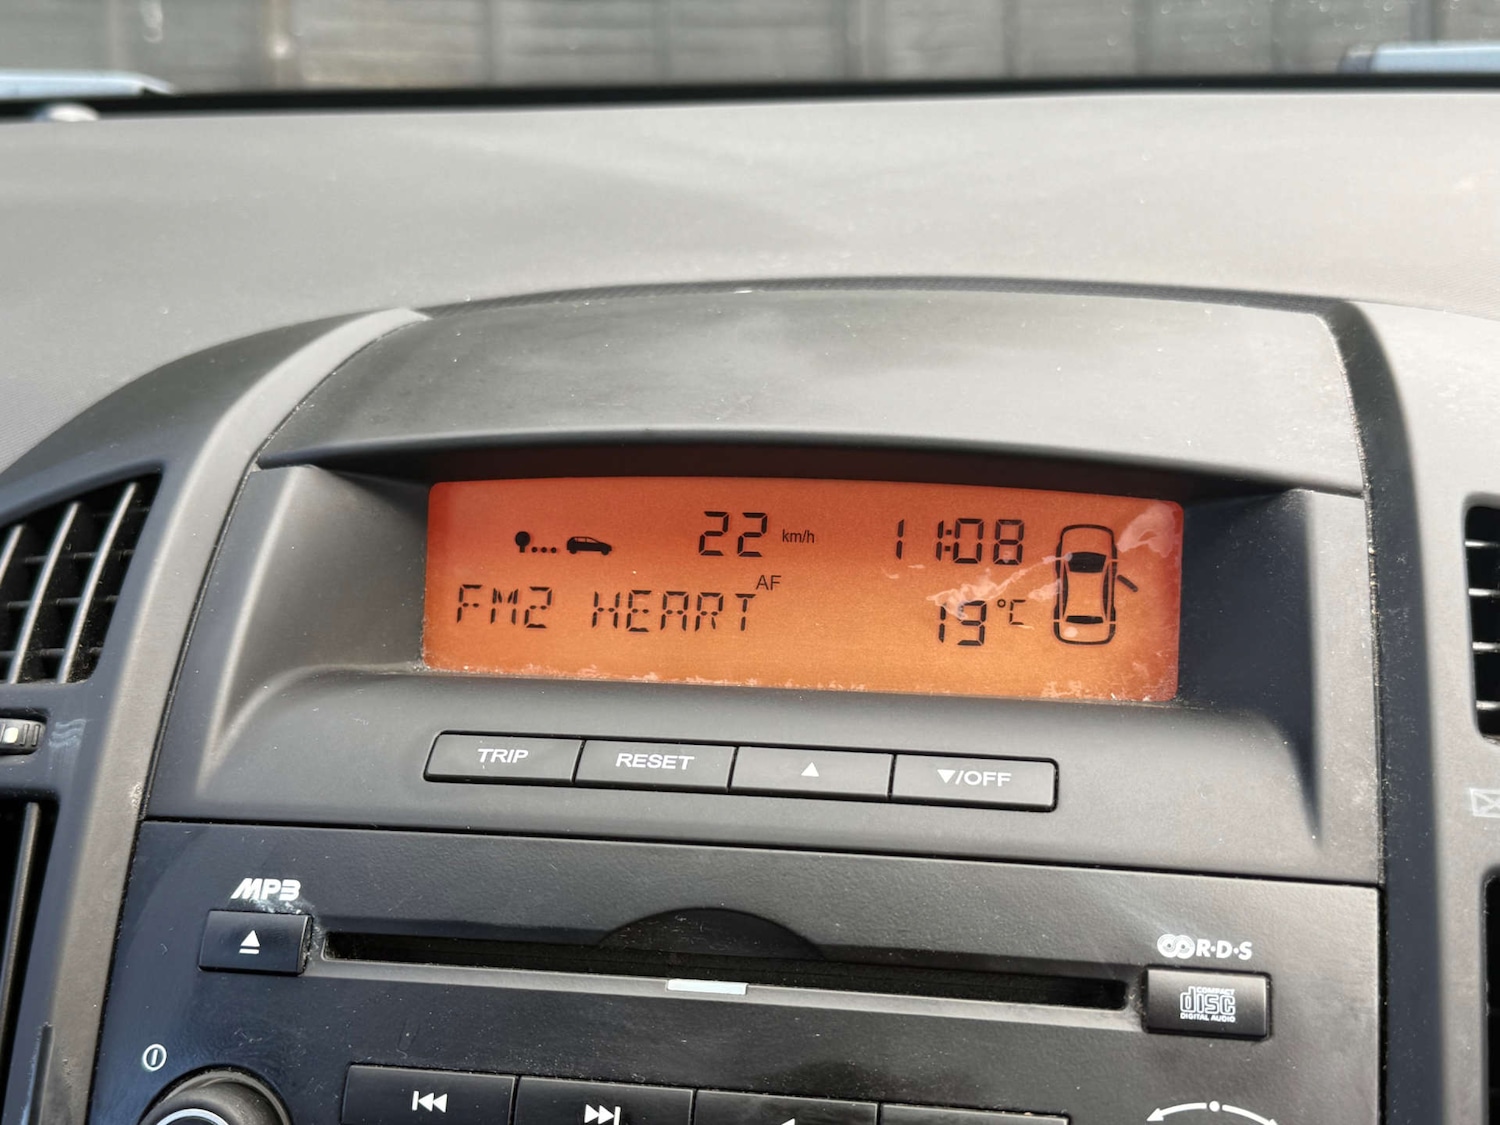 22 km/h 11:08
FM2 HEART AF 19°C
TRIP RESET ▲ ▼/OFF
MP3
R·D·S
COMPACT
disc
DIGITAL AUDIO